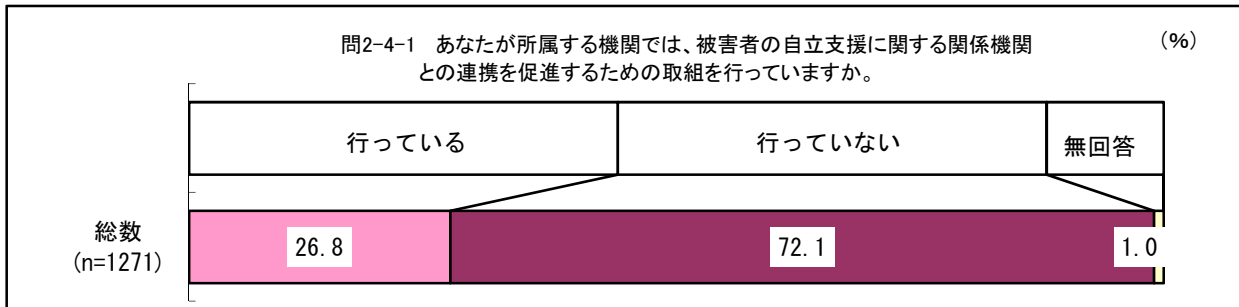 問2-4-1　あなたが所属する機関では、被害者の自立支援に関する関係機関
との連携を促進するための取組を行っていますか。
(%)
行っている
行っていない
無回答
総数
(n=1271)
26.8
72.1
1.0